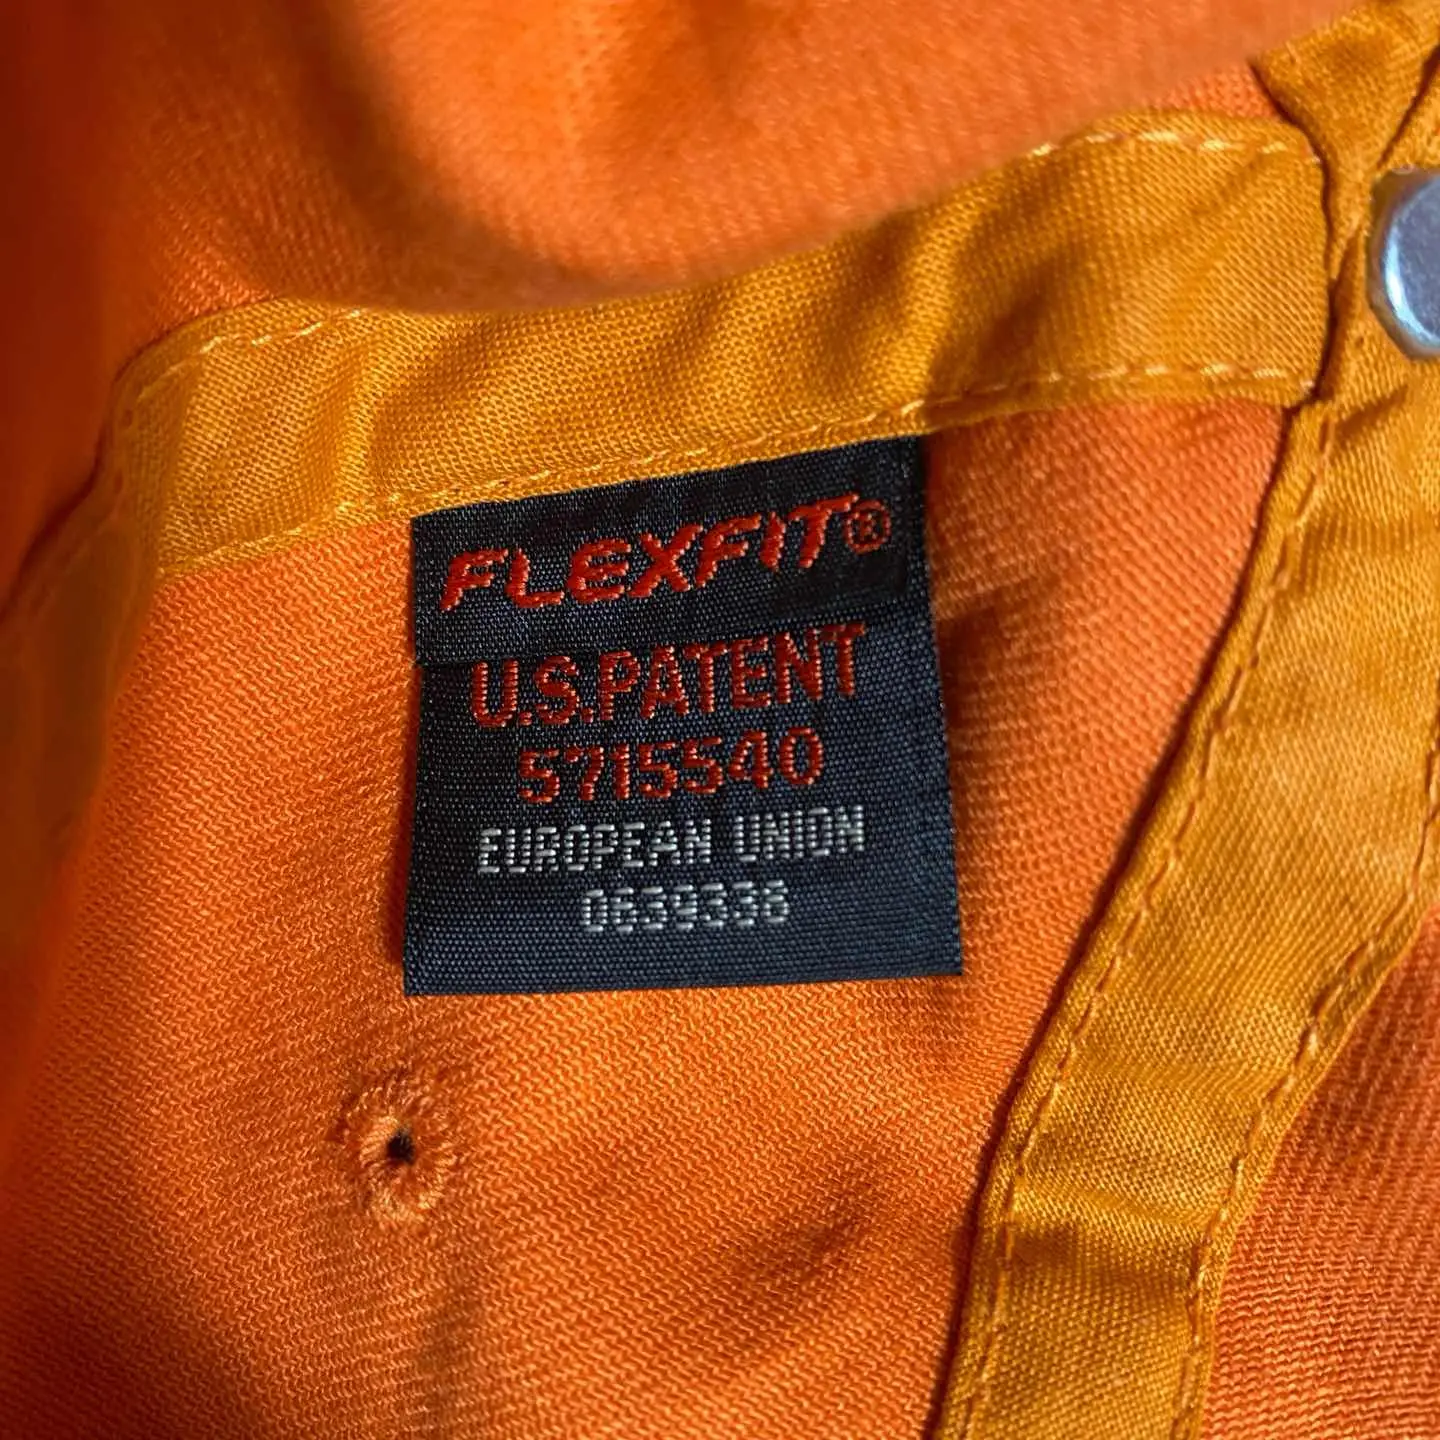 FLEXFIT®
U.S.PATENT
5715540
EUROPEAN UNION
0639336